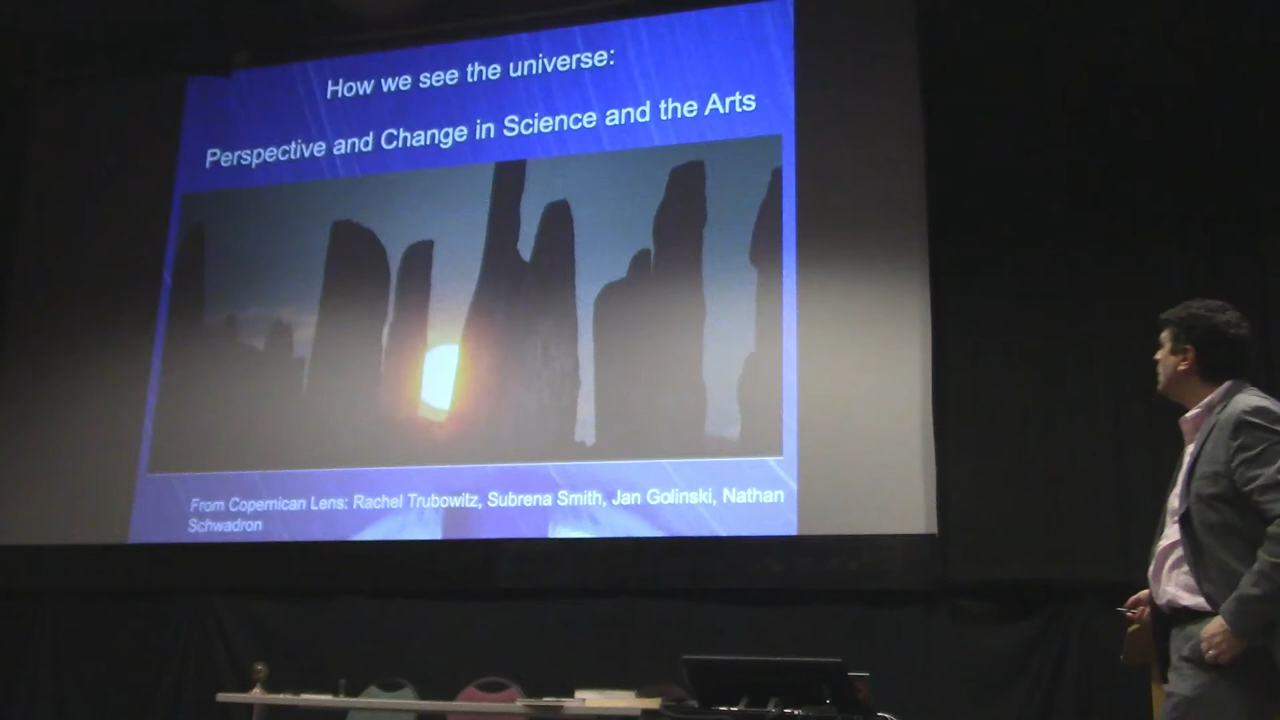 How we see the universe:
Perspective and Change in Science and the Arts
From Copernican Lens: Rachel Trubowitz, Subrena Smith, Jan Golinski, Nathan
Schwadron